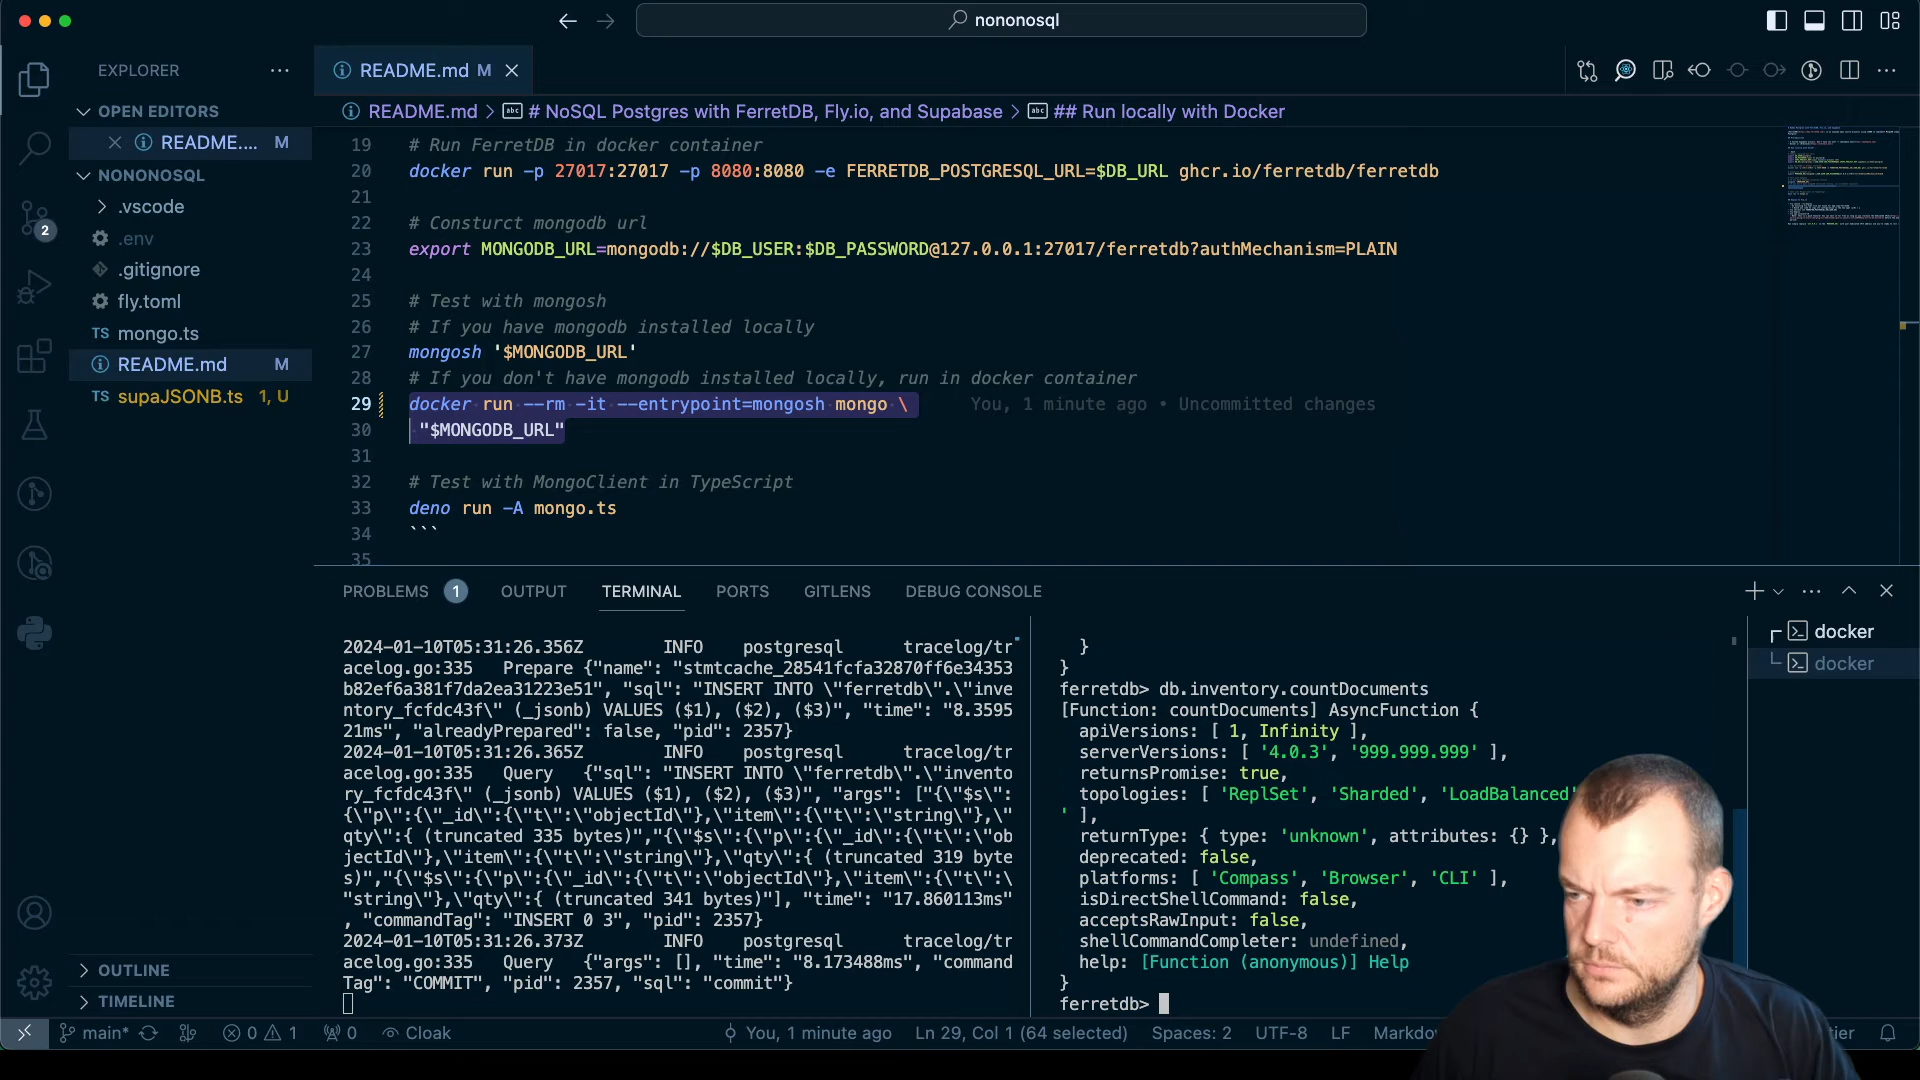 nononosql
EXPLORER
README.md M
README.md > # NoSQL Postgres with FerretDB, Fly.io, and Supabase > ## Run locally with Docker
OPEN EDITORS
README.... M
NONONOSQL
.vscode
.env
.gitignore
fly.toml
TS mongo.ts
README.md M
TS supaJSONB.ts 1, U
2
OUTLINE
TIMELINE
19 # Run FerretDB in docker container
20 docker run -p 27017:27017 -p 8080:8080 -e FERRETDB_POSTGRESQL_URL=$DB_URL ghcr.io/ferretdb/ferretdb
21
22 # Consturct mongodb url
23 export MONGODB_URL=mongodb://$DB_USER:$DB_PASSWORD@127.0.0.1:27017/ferretdb?authMechanism=PLAIN
24
25 # Test with mongosh
26 # If you have mongodb installed locally
27 mongosh '$MONGODB_URL'
28 # If you don't have mongodb installed locally, run in docker container
29 docker run --rm -it --entrypoint=mongosh mongo \ You, 1 minute ago • Uncommitted changes
30 "$MONGODB_URL"
31
32 # Test with MongoClient in TypeScript
33 deno run -A mongo.ts
34 ```
35
PROBLEMS 1 OUTPUT TERMINAL PORTS GITLENS DEBUG CONSOLE
2024-01-10T05:31:26.356Z INFO postgresql tracelog/tr
acelog.go:335 Prepare {"name": "stmtcache_28541fcfa32870ff6e34353
b82ef6a381f7da2ea31223e51", "sql": "INSERT INTO \"ferretdb\".\"inve
ntory_fcfdc43f\" (_jsonb) VALUES ($1), ($2), ($3)", "time": "8.3595
21ms", "alreadyPrepared": false, "pid": 2357}
2024-01-10T05:31:26.365Z INFO postgresql tracelog/tr
acelog.go:335 Query {"sql": "INSERT INTO \"ferretdb\".\"invento
ry_fcfdc43f\" (_jsonb) VALUES ($1), ($2), ($3)", "args": ["{\"$s\":
{\"p\":{\"_id\":{\"t\":\"objectId\"},\"item\":{\"t\":\"string\"},\"
qty\":{ (truncated 335 bytes)","{\"$s\":{\"p\":{\"_id\":{\"t\":\"ob
jectId\"},\"item\":{\"t\":\"string\"},\"qty\":{ (truncated 319 byte
s)","{\"$s\":{\"p\":{\"_id\":{\"t\":\"objectId\"},\"item\":{\"t\":\
"string\"},\"qty\":{ (truncated 341 bytes)"], "time": "17.860113ms"
, "commandTag": "INSERT 0 3", "pid": 2357}
2024-01-10T05:31:26.373Z INFO postgresql tracelog/tr
acelog.go:335 Query {"args": [], "time": "8.173488ms", "command
Tag": "COMMIT", "pid": 2357, "sql": "commit"}
}
}
ferretdb> db.inventory.countDocuments
[Function: countDocuments] AsyncFunction {
apiVersions: [ 1, Infinity ],
serverVersions: [ '4.0.3', '999.999.999' ],
returnsPromise: true,
topologies: [ 'ReplSet', 'Sharded', 'LoadBalanced
' ],
returnType: { type: 'unknown', attributes: {} },
deprecated: false,
platforms: [ 'Compass', 'Browser', 'CLI' ],
isDirectShellCommand: false,
acceptsRawInput: false,
shellCommandCompleter: undefined,
help: [Function (anonymous)] Help
}
ferretdb>
docker
docker
main* 0 1 0 Cloak You, 1 minute ago Ln 29, Col 1 (64 selected) Spaces: 2 UTF-8 LF